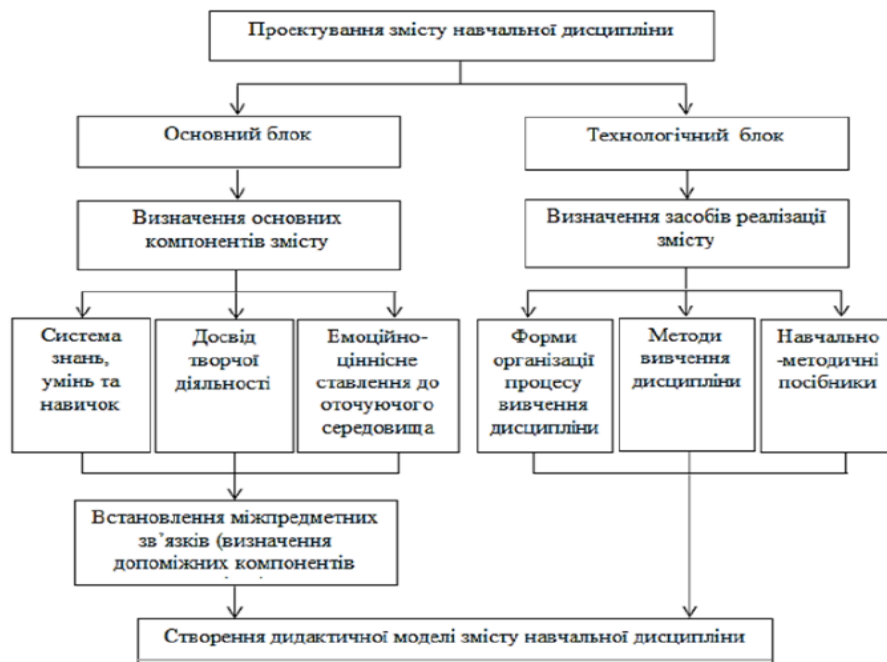 Проектування змісту навчальної дисципліни
Основний блок
Технологічний блок
Визначення основних
компонентів змісту
Визначення засобів реалізації
змісту
Система
знань,
умінь та
навичок
Досвід
творчої
діяльності
Емоційно-
ціннісне
ставлення до
оточуючого
середовища
Форми
організації
процесу
вивчення
дисципліни
Методи
вивчення
дисципліни
Навчально
-методичні
посібники
Встановлення міжпредметних
зв’язків (визначення
допоміжних компонентів
Створення дидактичної моделі змісту навчальної дисципліни